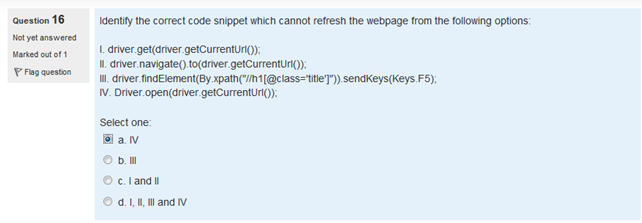 Question 16
Not yet answered
Marked out of 1
Flag question
Identify the correct code snippet which cannot refresh the webpage from the following options:
I. driver.get(driver.getCurrentUrl());
II. driver.navigate().to(driver.getCurrentUrl());
III. driver.findElement(By.xpath("//h1[@class='title']")).sendKeys(Keys.F5);
IV. Driver.open(driver.getCurrentUrl());
Select one:
a. IV
b. III
c. I and II
d. I, II, III and IV